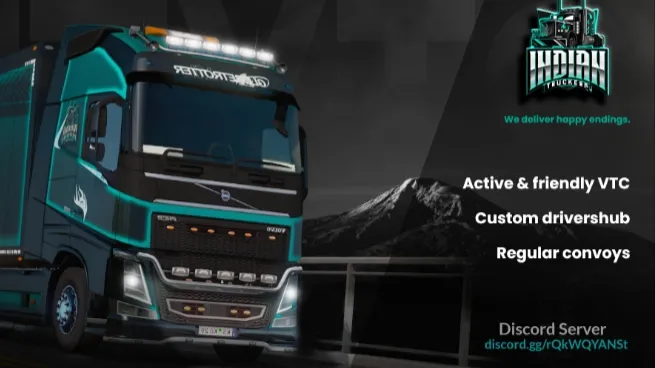 INDIAN
TRUCKERS
We deliver happy endings.
GLOBETROTTER
Active & friendly VTC
Custom drivershub
Regular convoys
VOLVO
Discord Server
discord.gg/rQkWQYANSt